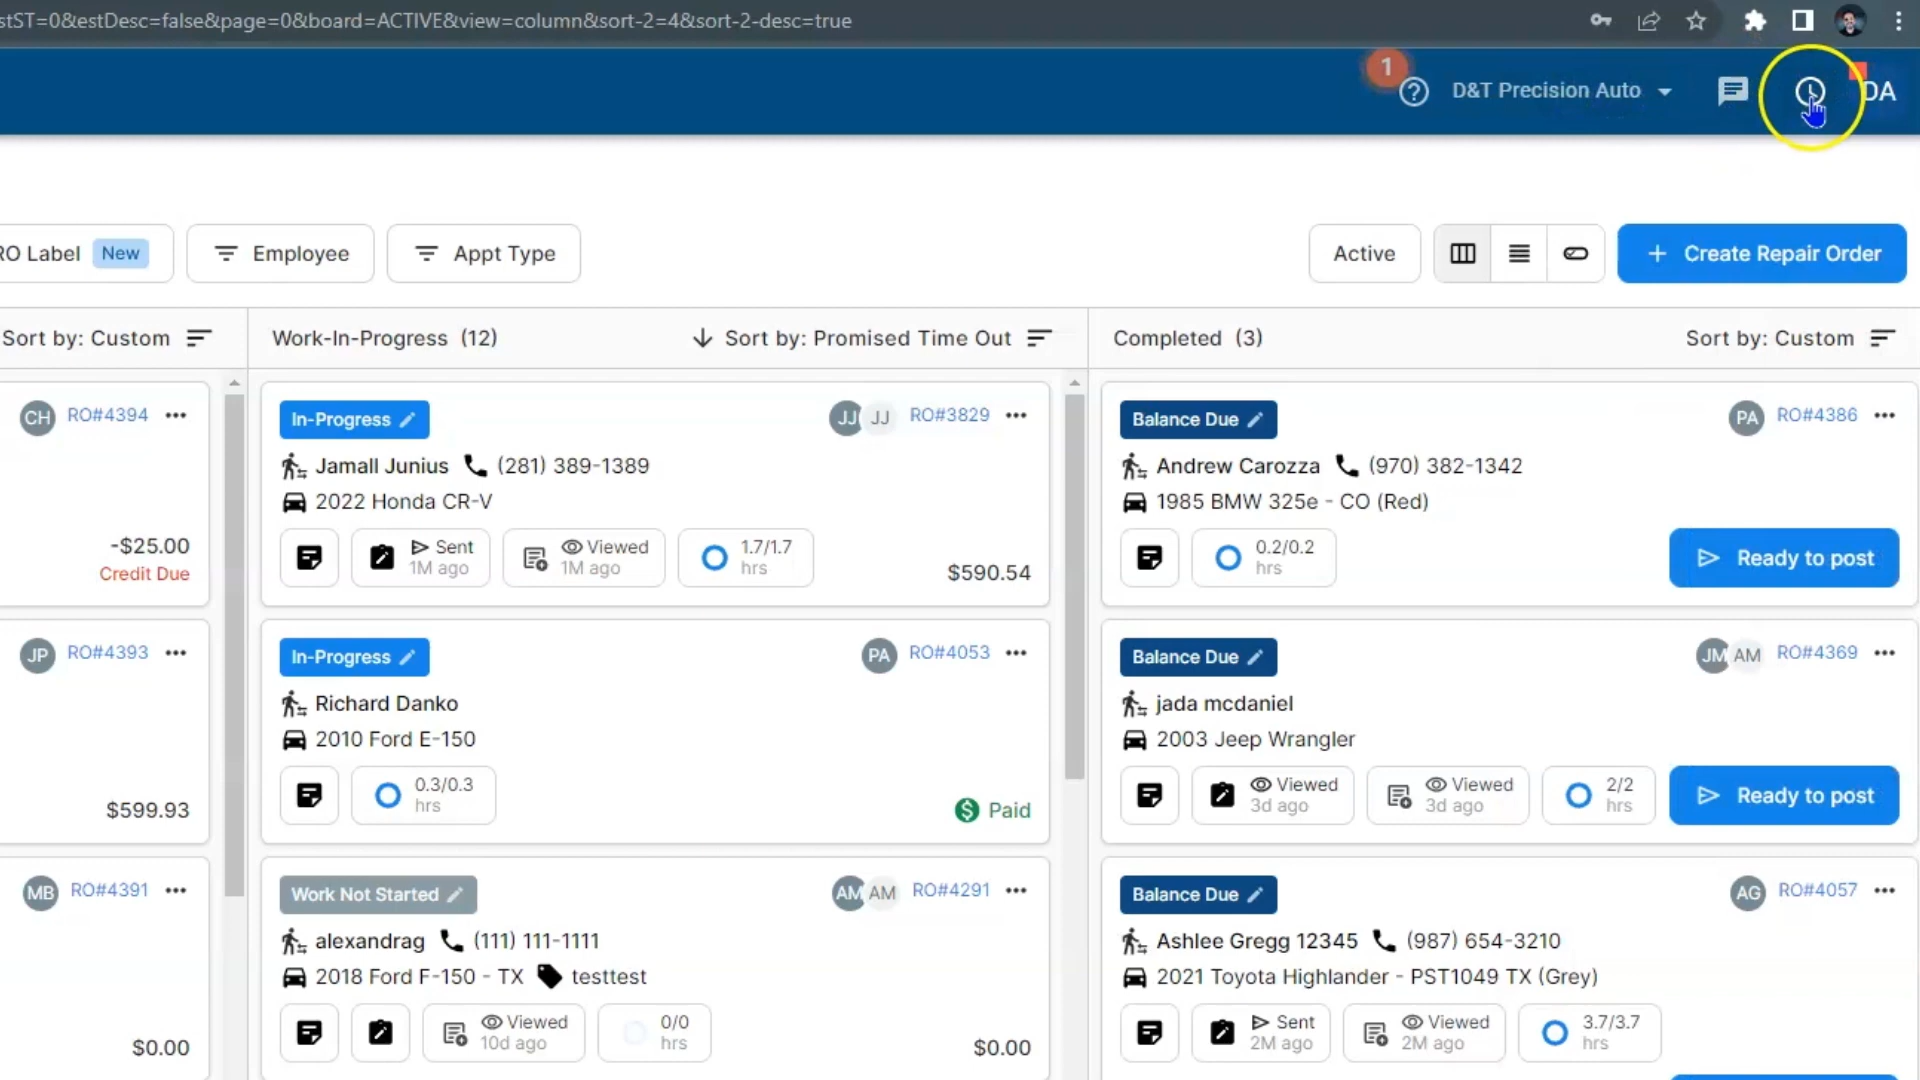 stST=0&estDesc=false&page=0&board=ACTIVE&view=column&sort-2=4&sort-2-desc=true
1
D&T Precision Auto
DA
RO Label New
Employee
Appt Type
Active
+ Create Repair Order
Sort by: Custom
Work-In-Progress (12)
Sort by: Promised Time Out
Completed (3)
Sort by: Custom
CH RO#4394
-$25.00
Credit Due
JP RO#4393
$599.93
MB RO#4391
$0.00
In-Progress
JJ JJ RO#3829
Jamall Junius (281) 389-1389
2022 Honda CR-V
Sent
1M ago
Viewed
1M ago
1.7/1.7
hrs
$590.54
In-Progress
PA RO#4053
Richard Danko
2010 Ford E-150
0.3/0.3
hrs
Paid
Work Not Started
AM AM RO#4291
alexandrag (111) 111-1111
2018 Ford F-150 - TX testtest
Viewed
10d ago
0/0
hrs
$0.00
Balance Due
PA RO#4386
Andrew Carozza (970) 382-1342
1985 BMW 325e - CO (Red)
0.2/0.2
hrs
Ready to post
Balance Due
JM AM RO#4369
jada mcdaniel
2003 Jeep Wrangler
Viewed
3d ago
Viewed
3d ago
2/2
hrs
Ready to post
Balance Due
AG RO#4057
Ashlee Gregg 12345 (987) 654-3210
2021 Toyota Highlander - PST1049 TX (Grey)
Sent
2M ago
Viewed
2M ago
3.7/3.7
hrs